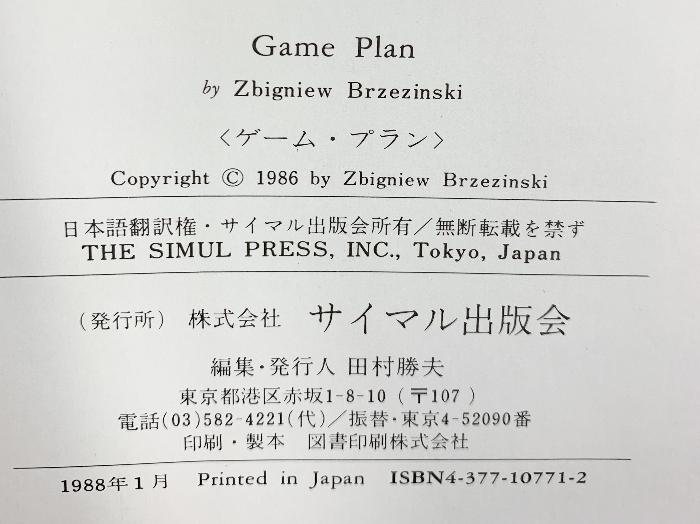 Game Plan
by Zbigniew Brzezinski
〈ゲーム・プラン〉
Copyright © 1986 by Zbigniew Brzezinski
日本語翻訳権・サイマル出版会所有／無断転載を禁ず
THE SIMUL PRESS, INC., Tokyo, Japan
（発行所） 株式会社 サイマル出版会
編集・発行人 田村勝夫
東京都港区赤坂1-8-10（〒107）
電話(03)582-4221(代)／振替・東京4-52090番
印刷・製本 図書印刷株式会社
1988年1月 Printed in Japan ISBN4-377-10771-2